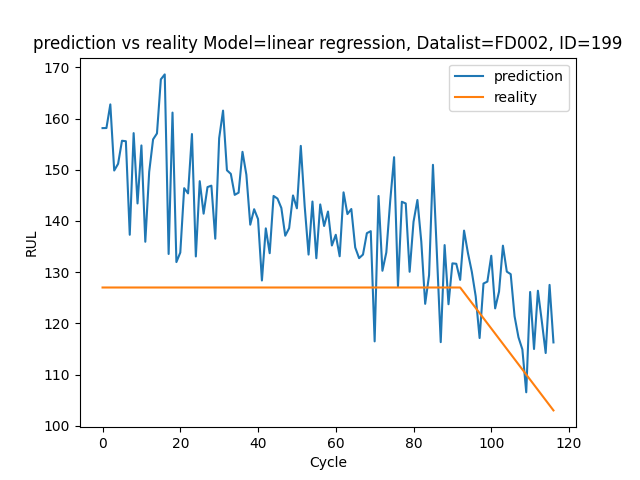 prediction vs reality Model=linear regression, Datalist=FD002, ID=199
prediction
reality
RUL
170
160
150
140
130
120
110
100
0 20 40 60 80 100 120
Cycle